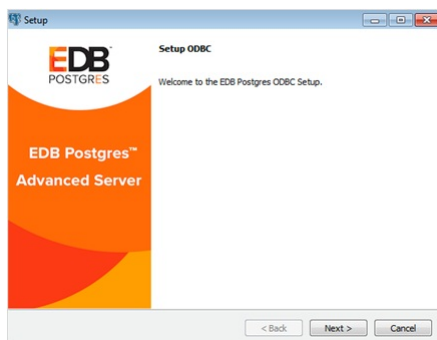 Setup
EDB
POSTGRES
Setup ODBC
Welcome to the EDB Postgres ODBC Setup.
EDB Postgres™
Advanced Server
< Back
Next >
Cancel